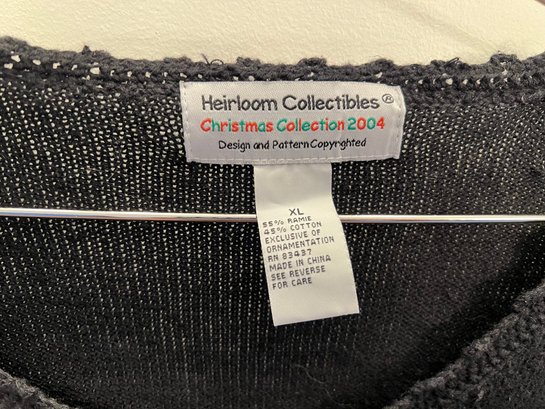 Heirloom Collectibles®
Christmas Collection 2004
Design and Pattern Copyrighted
XL
55% RAMIE
45% COTTON
EXCLUSIVE OF
ORNAMENTATION
RN 83437
MADE IN CHINA
SEE REVERSE
FOR CARE